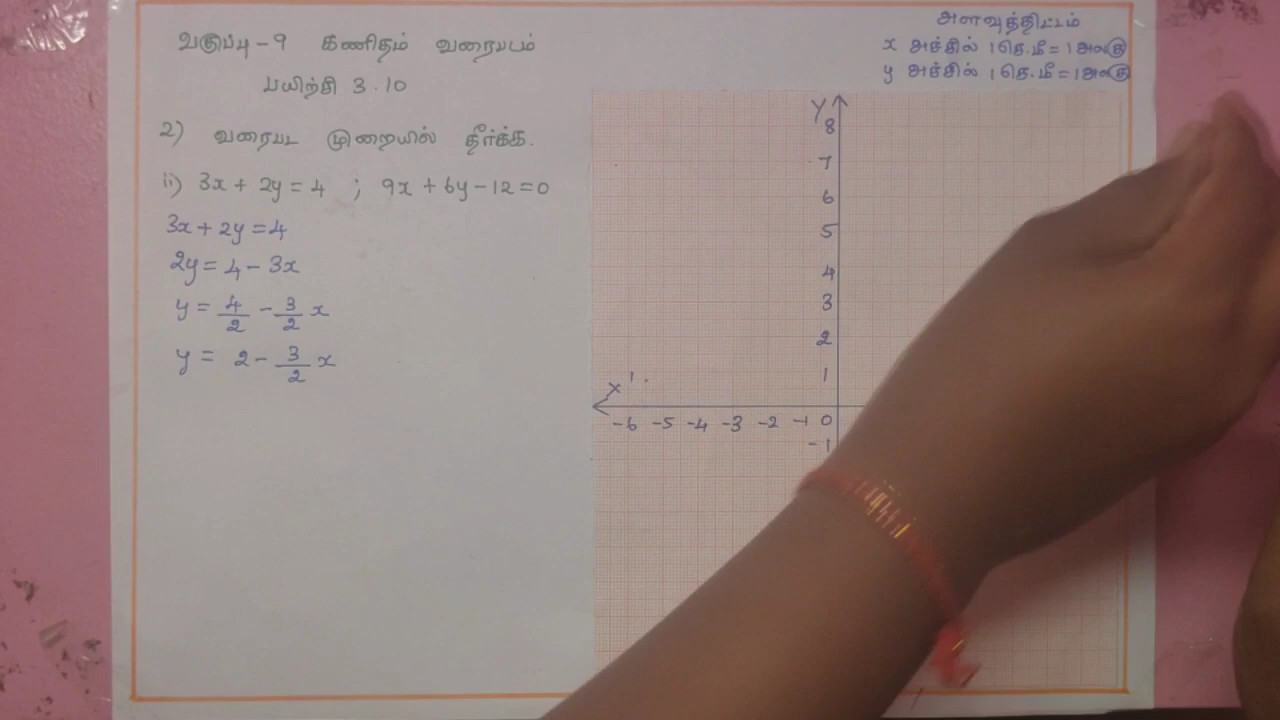 வகுப்பு - 9 கணிதம் வரைபடம்
பயிற்சி 3.10
அளவுத்திட்டம்
x அச்சில் 1 செ.மீ = 1 அலகு
y அச்சில் 1 செ.மீ = 1 அலகு
2) வரைபட முறையில் தீர்க்க.
ii) 3x + 2y = 4 ; 9x + 6y - 12 = 0
3x + 2y = 4
2y = 4 - 3x
y = 4/2 - 3/2 x
y = 2 - 3/2 x
Y
8
7
6
5
4
3
2
1
X'
-6 -5 -4 -3 -2 -1 0
-1